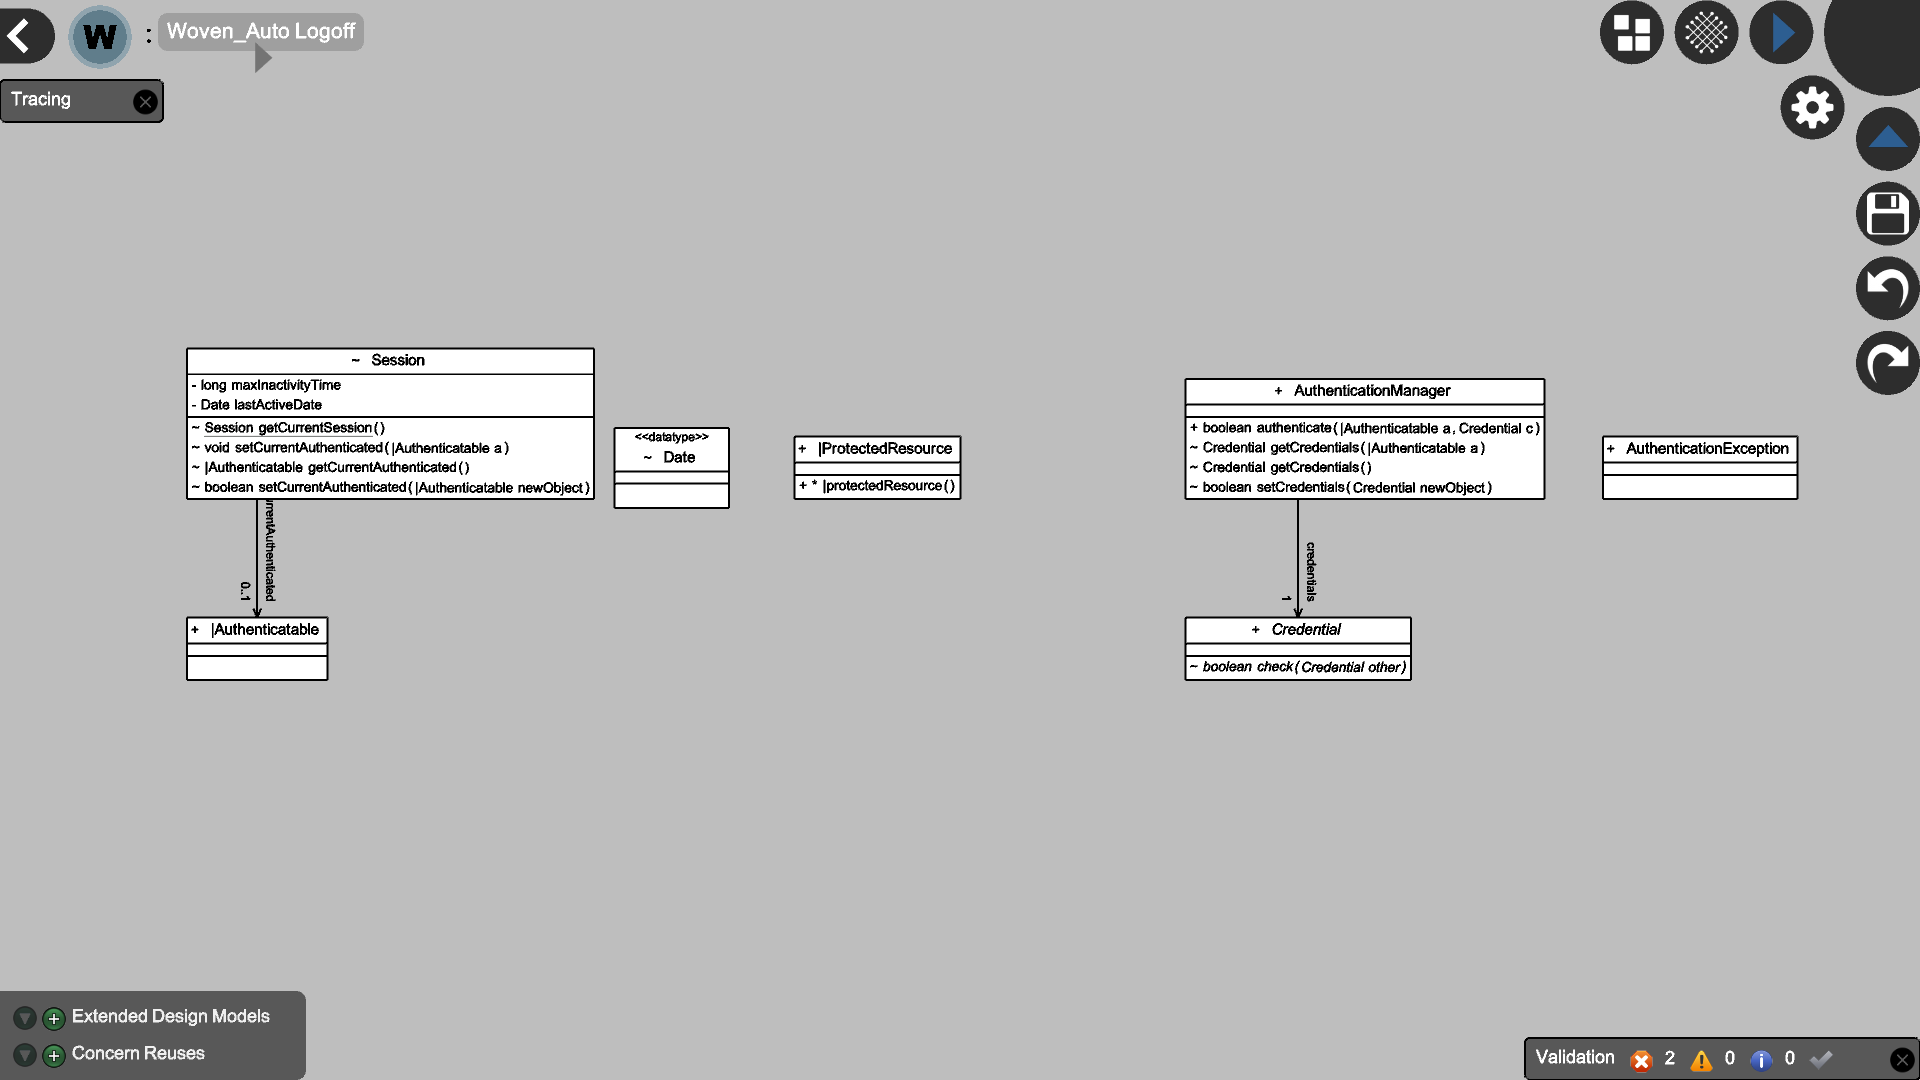 W : Woven_Auto Logoff
Tracing
~ Session
- long maxInactivityTime
- Date lastActiveDate
~ Session getCurrentSession()
~ void setCurrentAuthenticated(|Authenticatable a)
~ |Authenticatable getCurrentAuthenticated()
~ boolean setCurrentAuthenticated(|Authenticatable newObject)
<<datatype>>
~ Date
+ |ProtectedResource
+ * |protectedResource()
+ AuthenticationManager
+ boolean authenticate(|Authenticatable a, Credential c)
~ Credential getCredentials(|Authenticatable a)
~ Credential getCredentials()
~ boolean setCredentials(Credential newObject)
+ AuthenticationException
0..1
+ |Authenticatable
credentials
1
+ Credential
~ boolean check(Credential other)
+ Extended Design Models
+ Concern Reuses
Validation 2 0 0